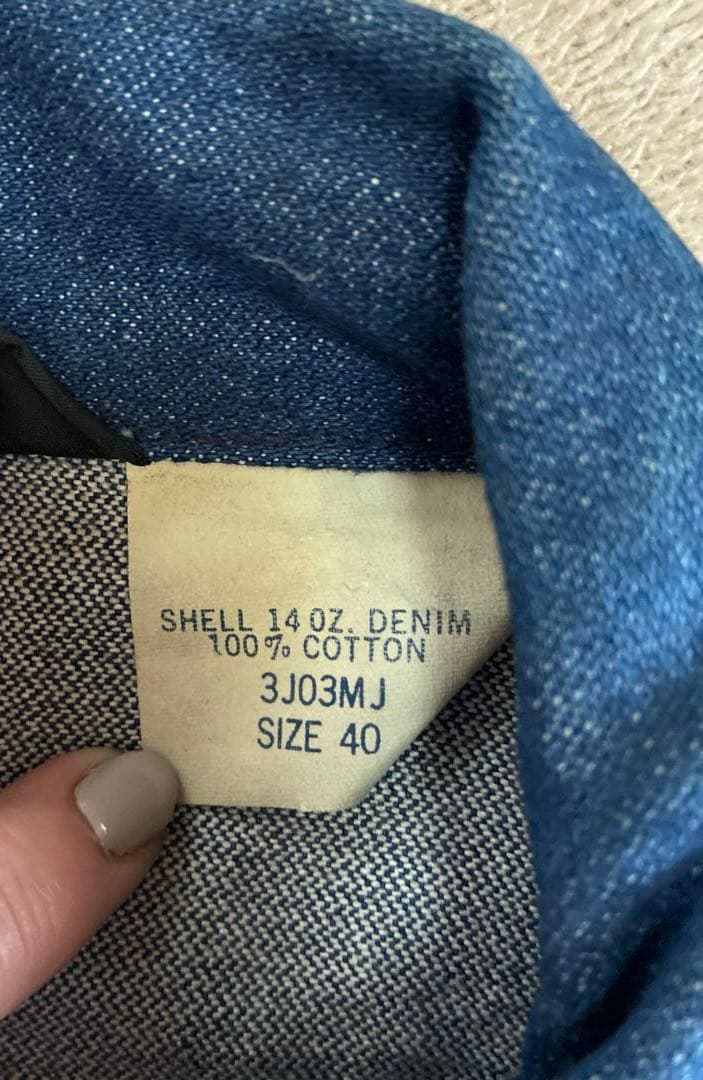 SHELL 14 OZ. DENIM
100% COTTON
3J03MJ
SIZE 40